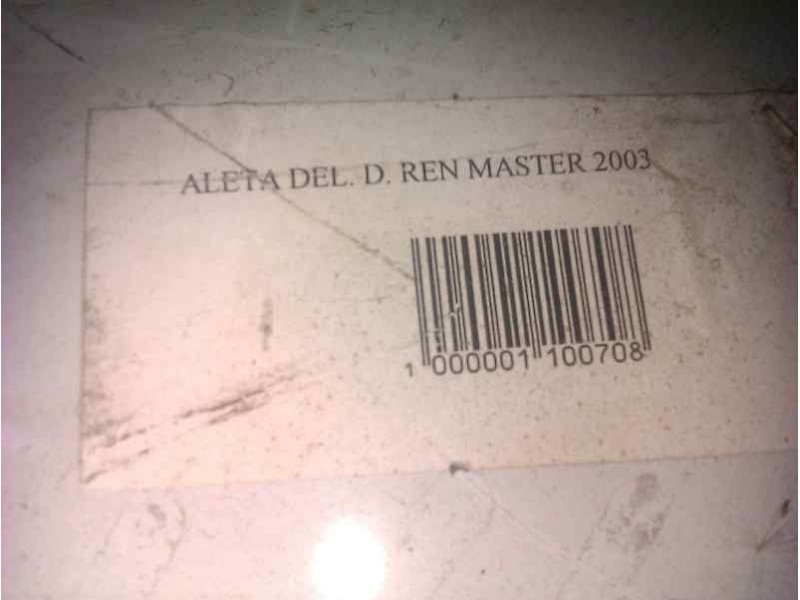 ALETA DEL. D. REN MASTER 2003
1 000001 100708